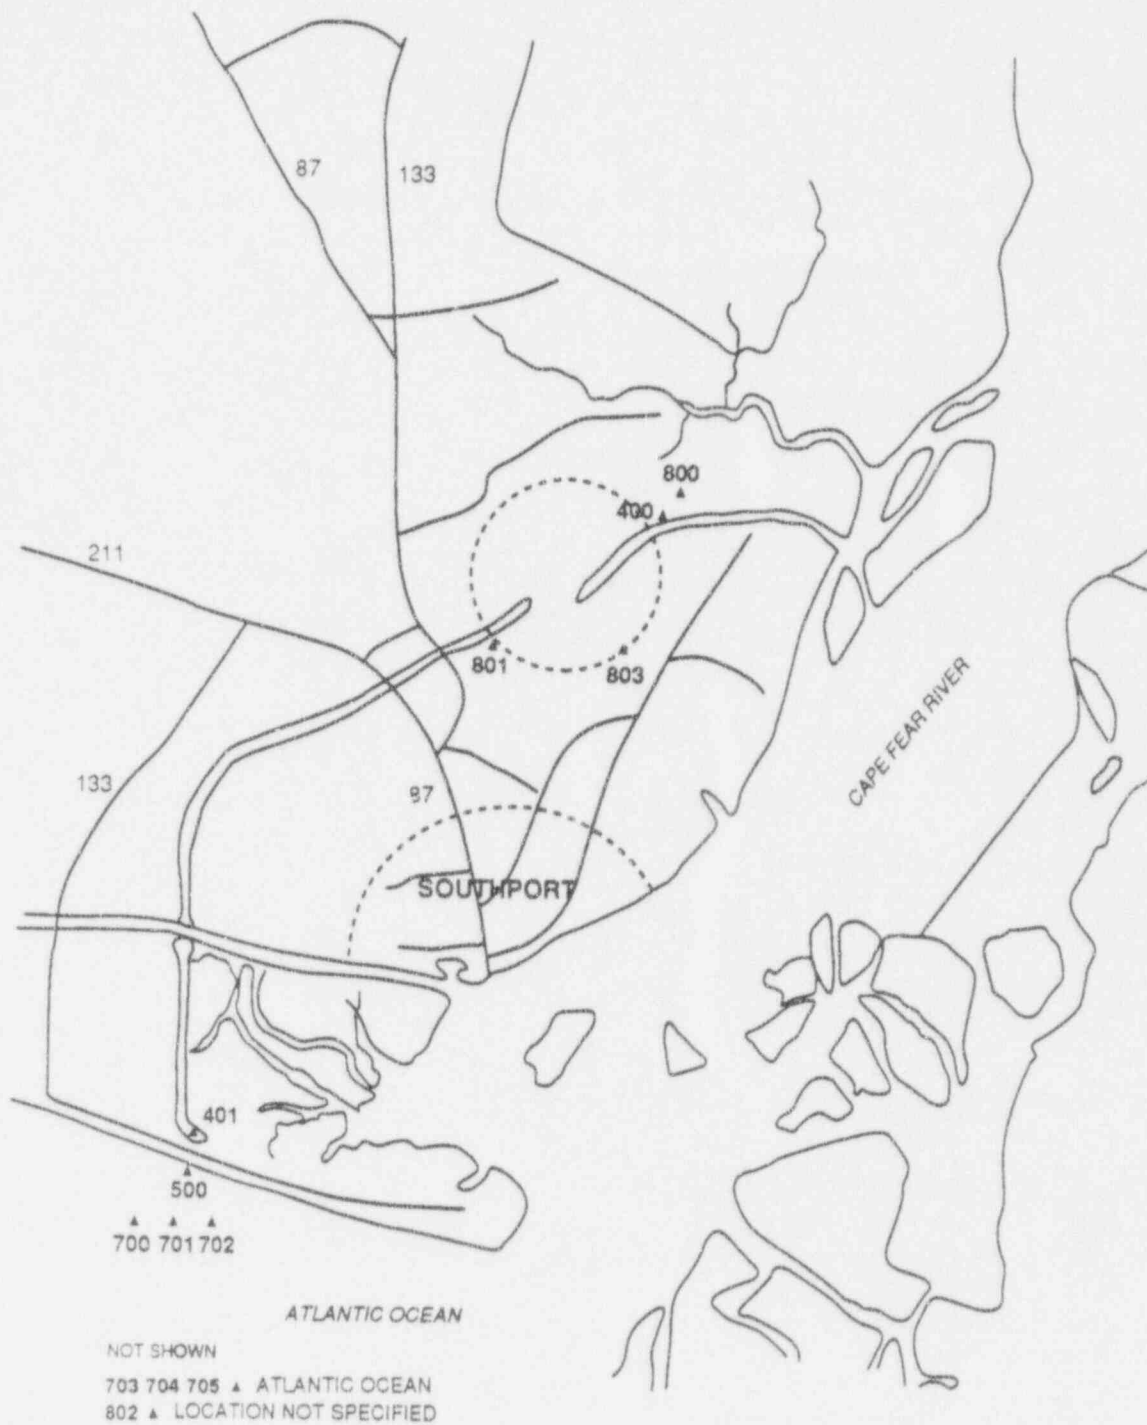 87
133
800
400
211
801
803
CAPE FEAR RIVER
133
87
SOUTHPORT
401
500
700 701 702
ATLANTIC OCEAN
NOT SHOWN
703 704 705 ▲ ATLANTIC OCEAN
802 ▲ LOCATION NOT SPECIFIED